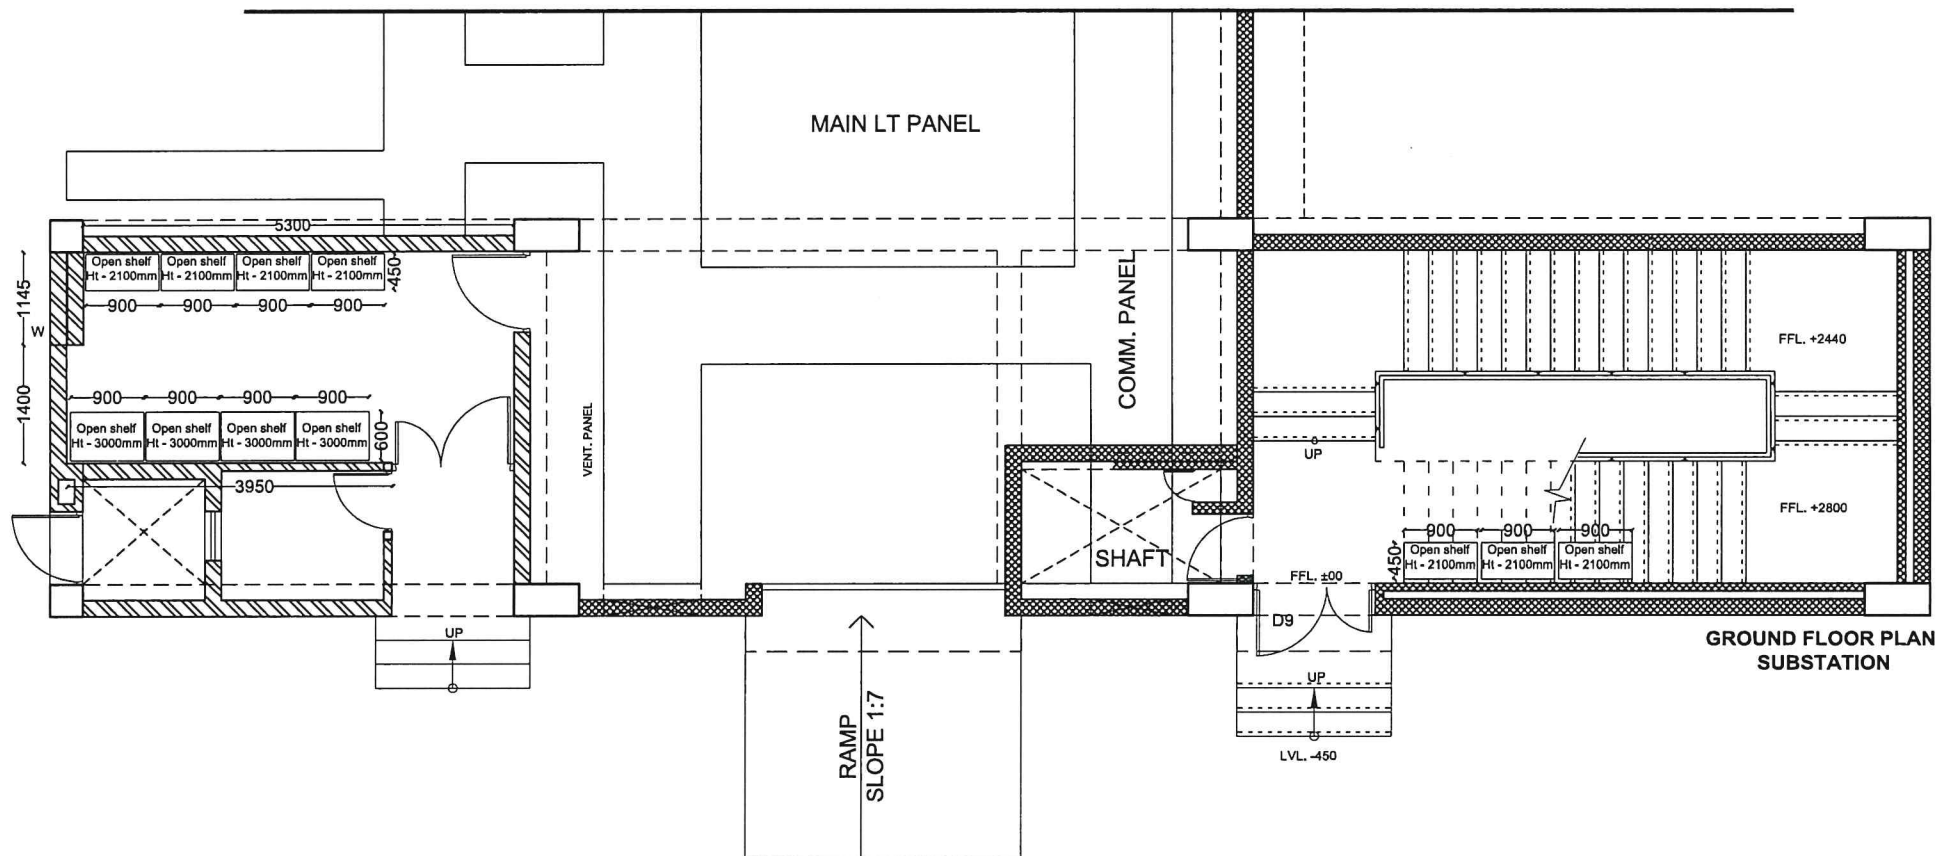 MAIN LT PANEL
5300
Open shelf
Ht - 2100mm
Open shelf
Ht - 2100mm
Open shelf
Ht - 2100mm
Open shelf
Ht - 2100mm
450
900
900
900
900
1145
W
1400
900
900
900
900
Open shelf
Ht - 3000mm
Open shelf
Ht - 3000mm
Open shelf
Ht - 3000mm
Open shelf
Ht - 3000mm
600
3950
VENT. PANEL
COMM. PANEL
FFL. +2440
UP
FFL. +2800
900
900
900
Open shelf
Ht - 2100mm
Open shelf
Ht - 2100mm
Open shelf
Ht - 2100mm
450
SHAFT
FFL. ±00
D9
UP
RAMP
SLOPE 1:7
UP
LVL. -450
GROUND FLOOR PLAN
SUBSTATION